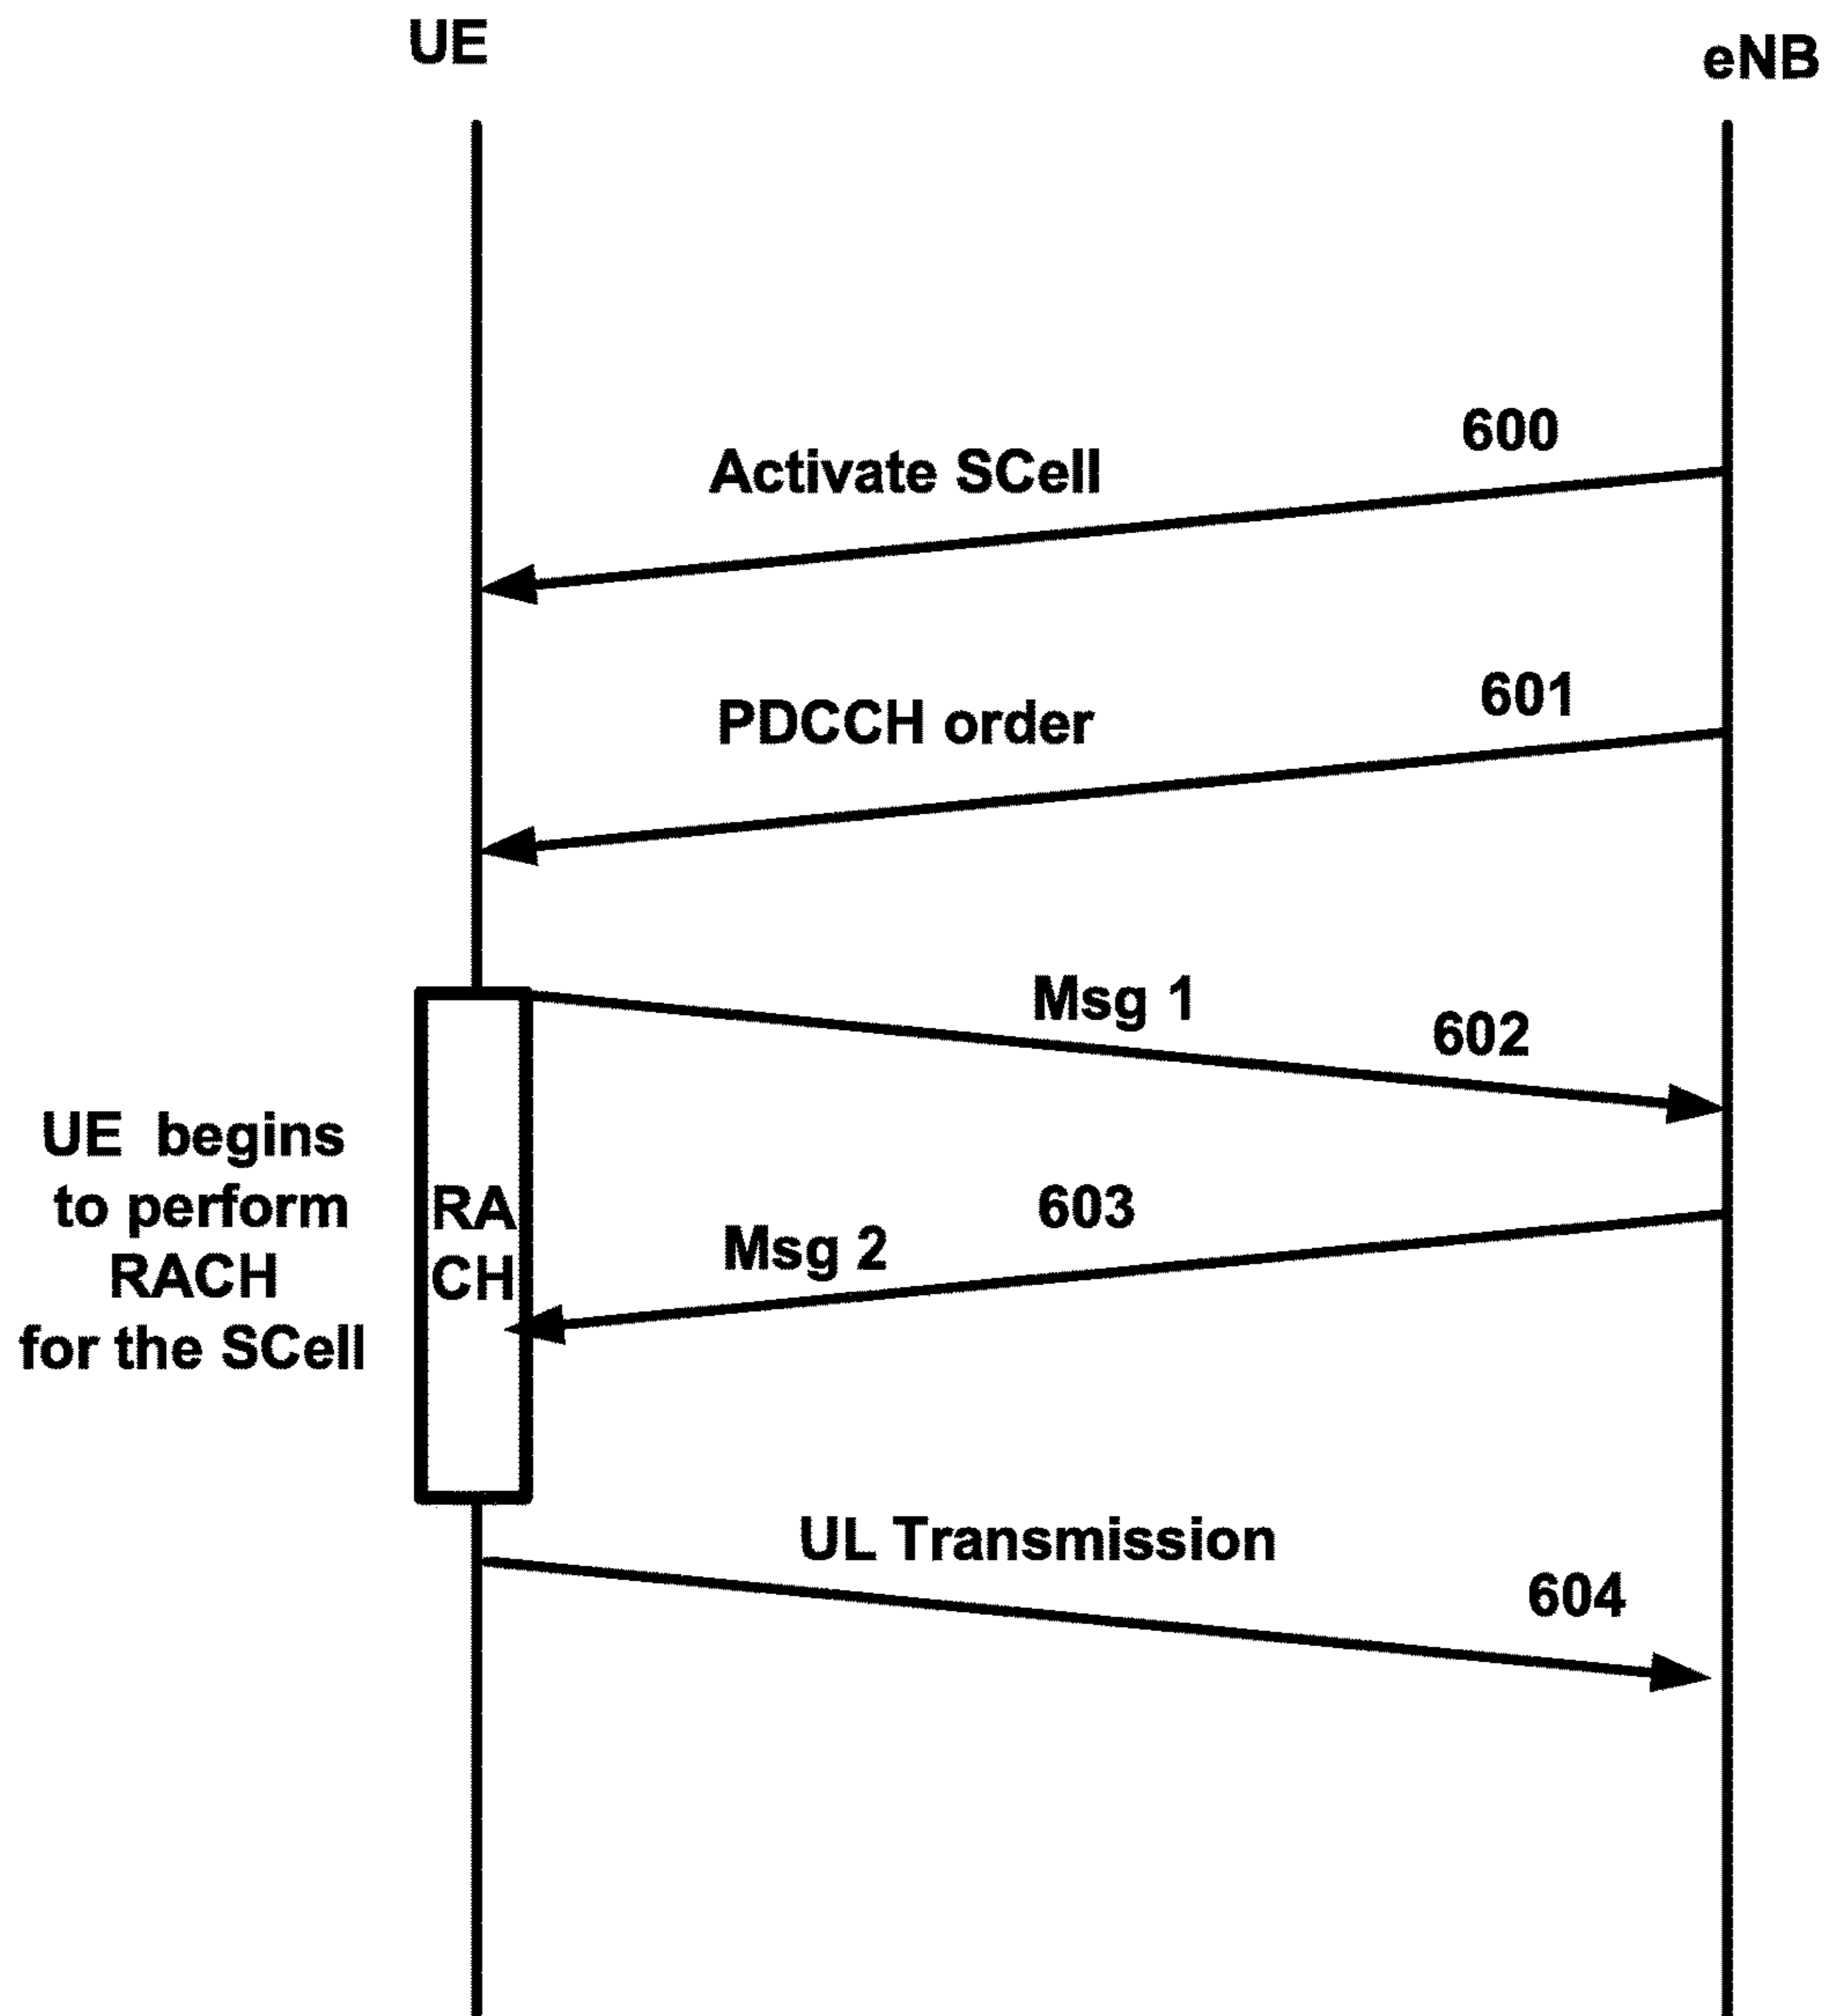 UE
eNB
600
Activate SCell
601
PDCCH order
Msg 1
602
UE begins
to perform
RACH
for the SCell
RA
CH
603
Msg 2
UL Transmission
604